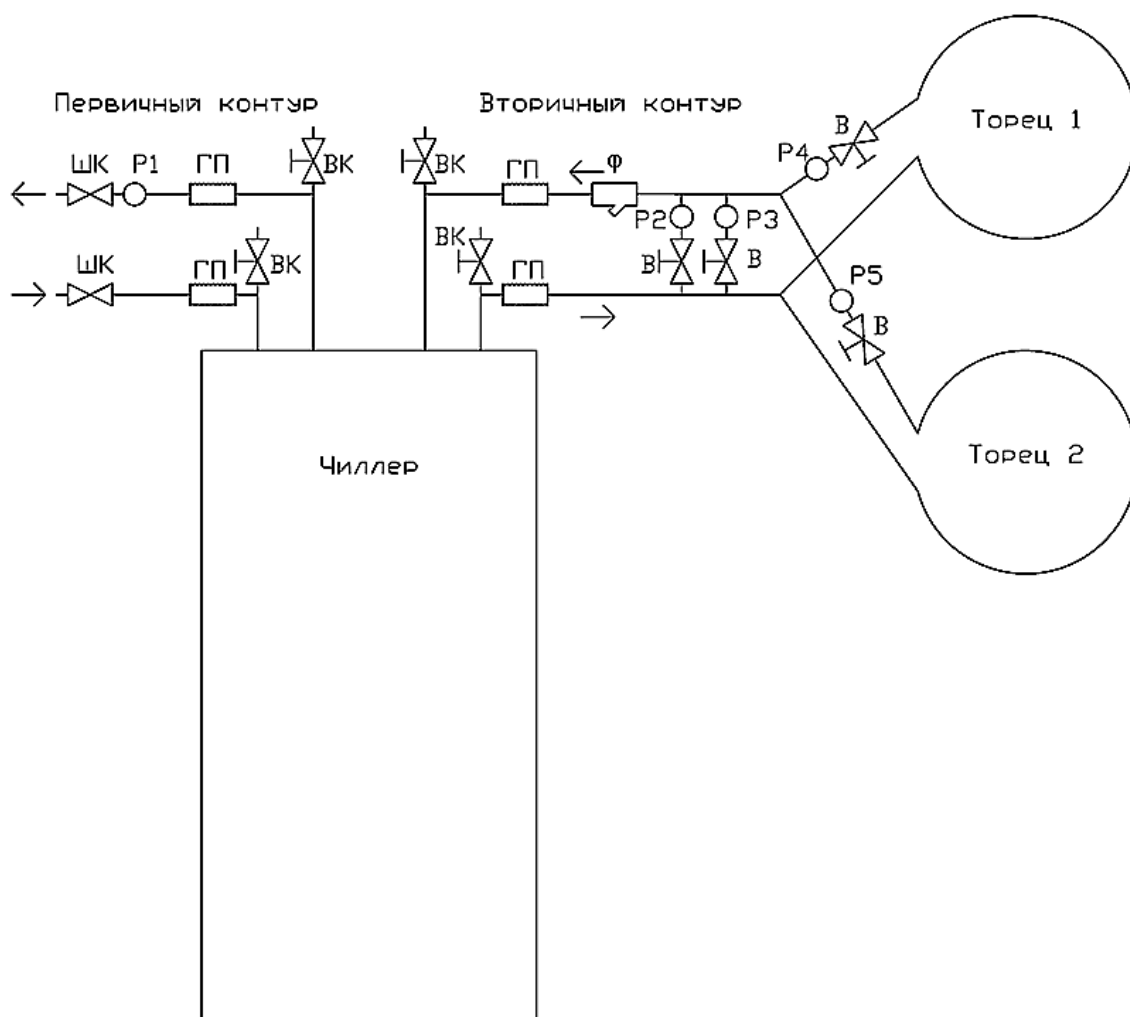 Первичный контур
Вторичный контур
Торец 1
ШК
P1
ГП
ВК
ВК
ГП
φ
P4
В
P2
P3
ШК
ГП
ВК
ВК
ГП
В
В
P5
В
Чиллер
Торец 2